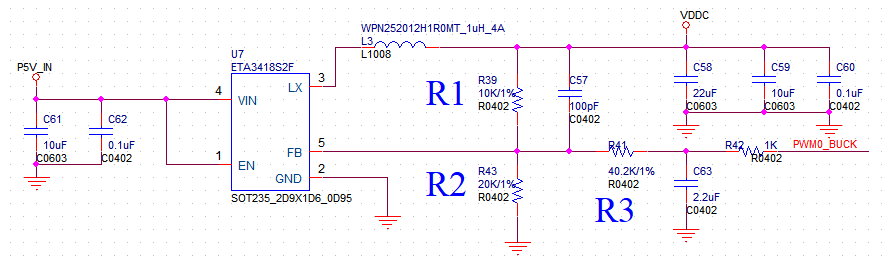 VDDC
WPN252012H1R0MT_1uH_4A
L3
L1008
P5V_IN
U7
ETA3418S2F
4
VIN
LX
3
1
EN
FB
5
GND
2
SOT235_2D9X1D6_0D95
C61
10uF
C0603
C62
0.1uF
C0402
R1
R39
10K/1%
R0402
C57
100pF
C0402
C58
22uF
C0603
C59
10uF
C0603
C60
0.1uF
C0402
R2
R43
20K/1%
R0402
R41
40.2K/1%
R0402
R3
R42
1K
R0402
PWM0_BUCK
C63
2.2uF
C0402